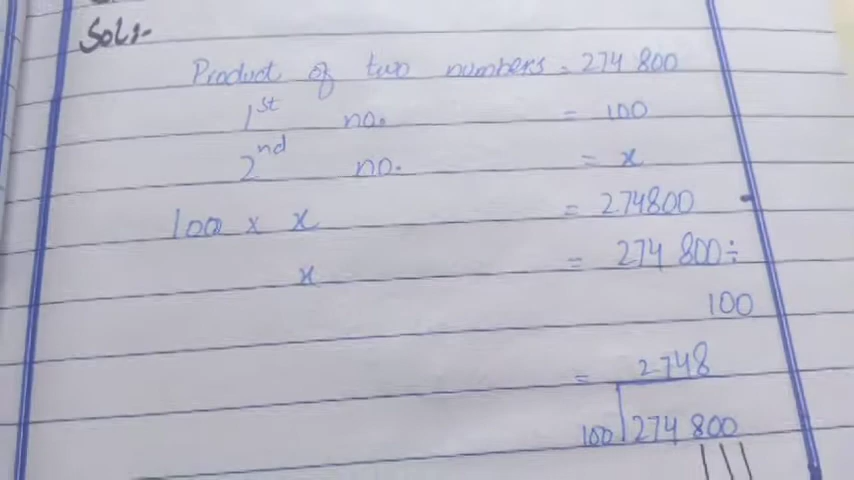 Sol:-
Product of two numbers = 274 800
1st no. = 100
2nd no. = x
100 × x = 274800
x = 274 800 ÷
100
= 2748
100 274 800